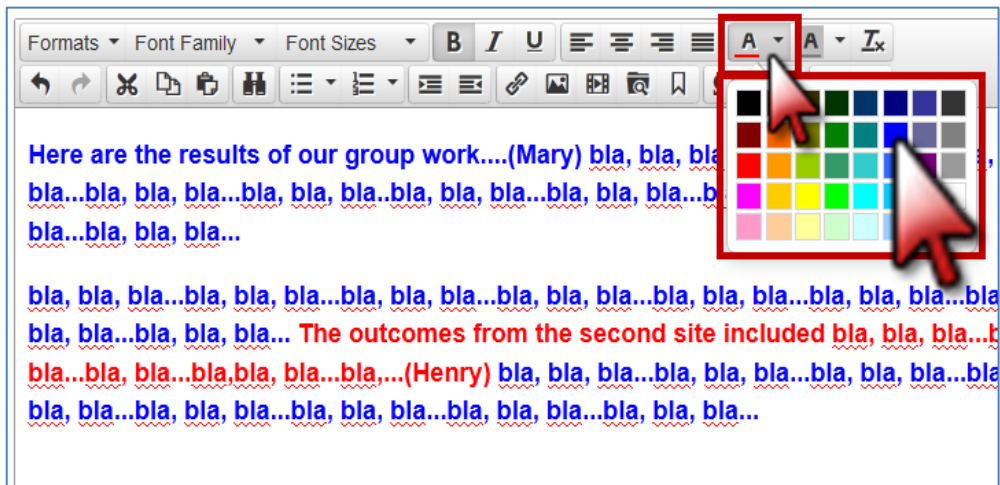 Formats Font Family Font Sizes B I U A A Tx
Here are the results of our group work....(Mary) bla, bla,
bla...bla, bla, bla...bla, bla, bla..bla, bla, bla...bla, bla, bla...
bla...bla, bla, bla...
bla, bla, bla...bla, bla, bla...bla, bla, bla...bla, bla, bla...bla, bla, bla...bla, bla, bla...bla
bla, bla...bla, bla, bla... The outcomes from the second site included bla, bla, bla...
bla...bla, bla...bla,bla, bla...bla,...(Henry) bla, bla, bla...bla, bla, bla...bla, bla, bla...bla
bla, bla...bla, bla, bla...bla, bla, bla...bla, bla, bla...bla, bla, bla...